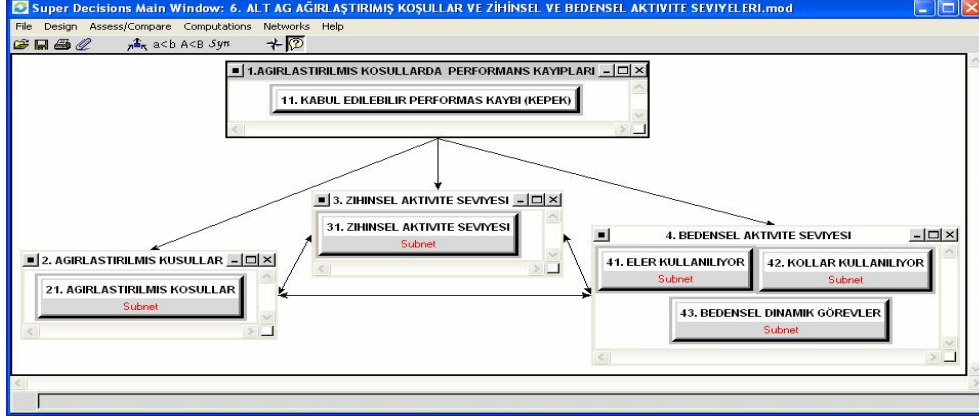 Super Decisions Main Window: 6. ALT AG AĞIRLAŞTIRIMIŞ KOŞULLAR VE ZİHİNSEL VE BEDENSEL AKTIVITE SEVIYELERI.mod
File Design Assess/Compare Computations Networks Help
a<b A<B Syn
1.AGIRLASTIRILMIS KOSULLARDA PERFORMANS KAYIPLARI
11. KABUL EDILEBILIR PERFORMAS KAYBI (KEPEK)
3. ZIHINSEL AKTIVITE SEVIYESI
31. ZIHINSEL AKTIVITE SEVIYESI
Subnet
2. AGIRLASTIRILMIS KUSULLAR
21. AGIRLASTIRILMIS KOSULLAR
Subnet
4. BEDENSEL AKTIVITE SEVIYESI
41. ELER KULLANILIYOR
Subnet
42. KOLLAR KULLANILIYOR
Subnet
43. BEDENSEL DINAMIK GÖREVLER
Subnet